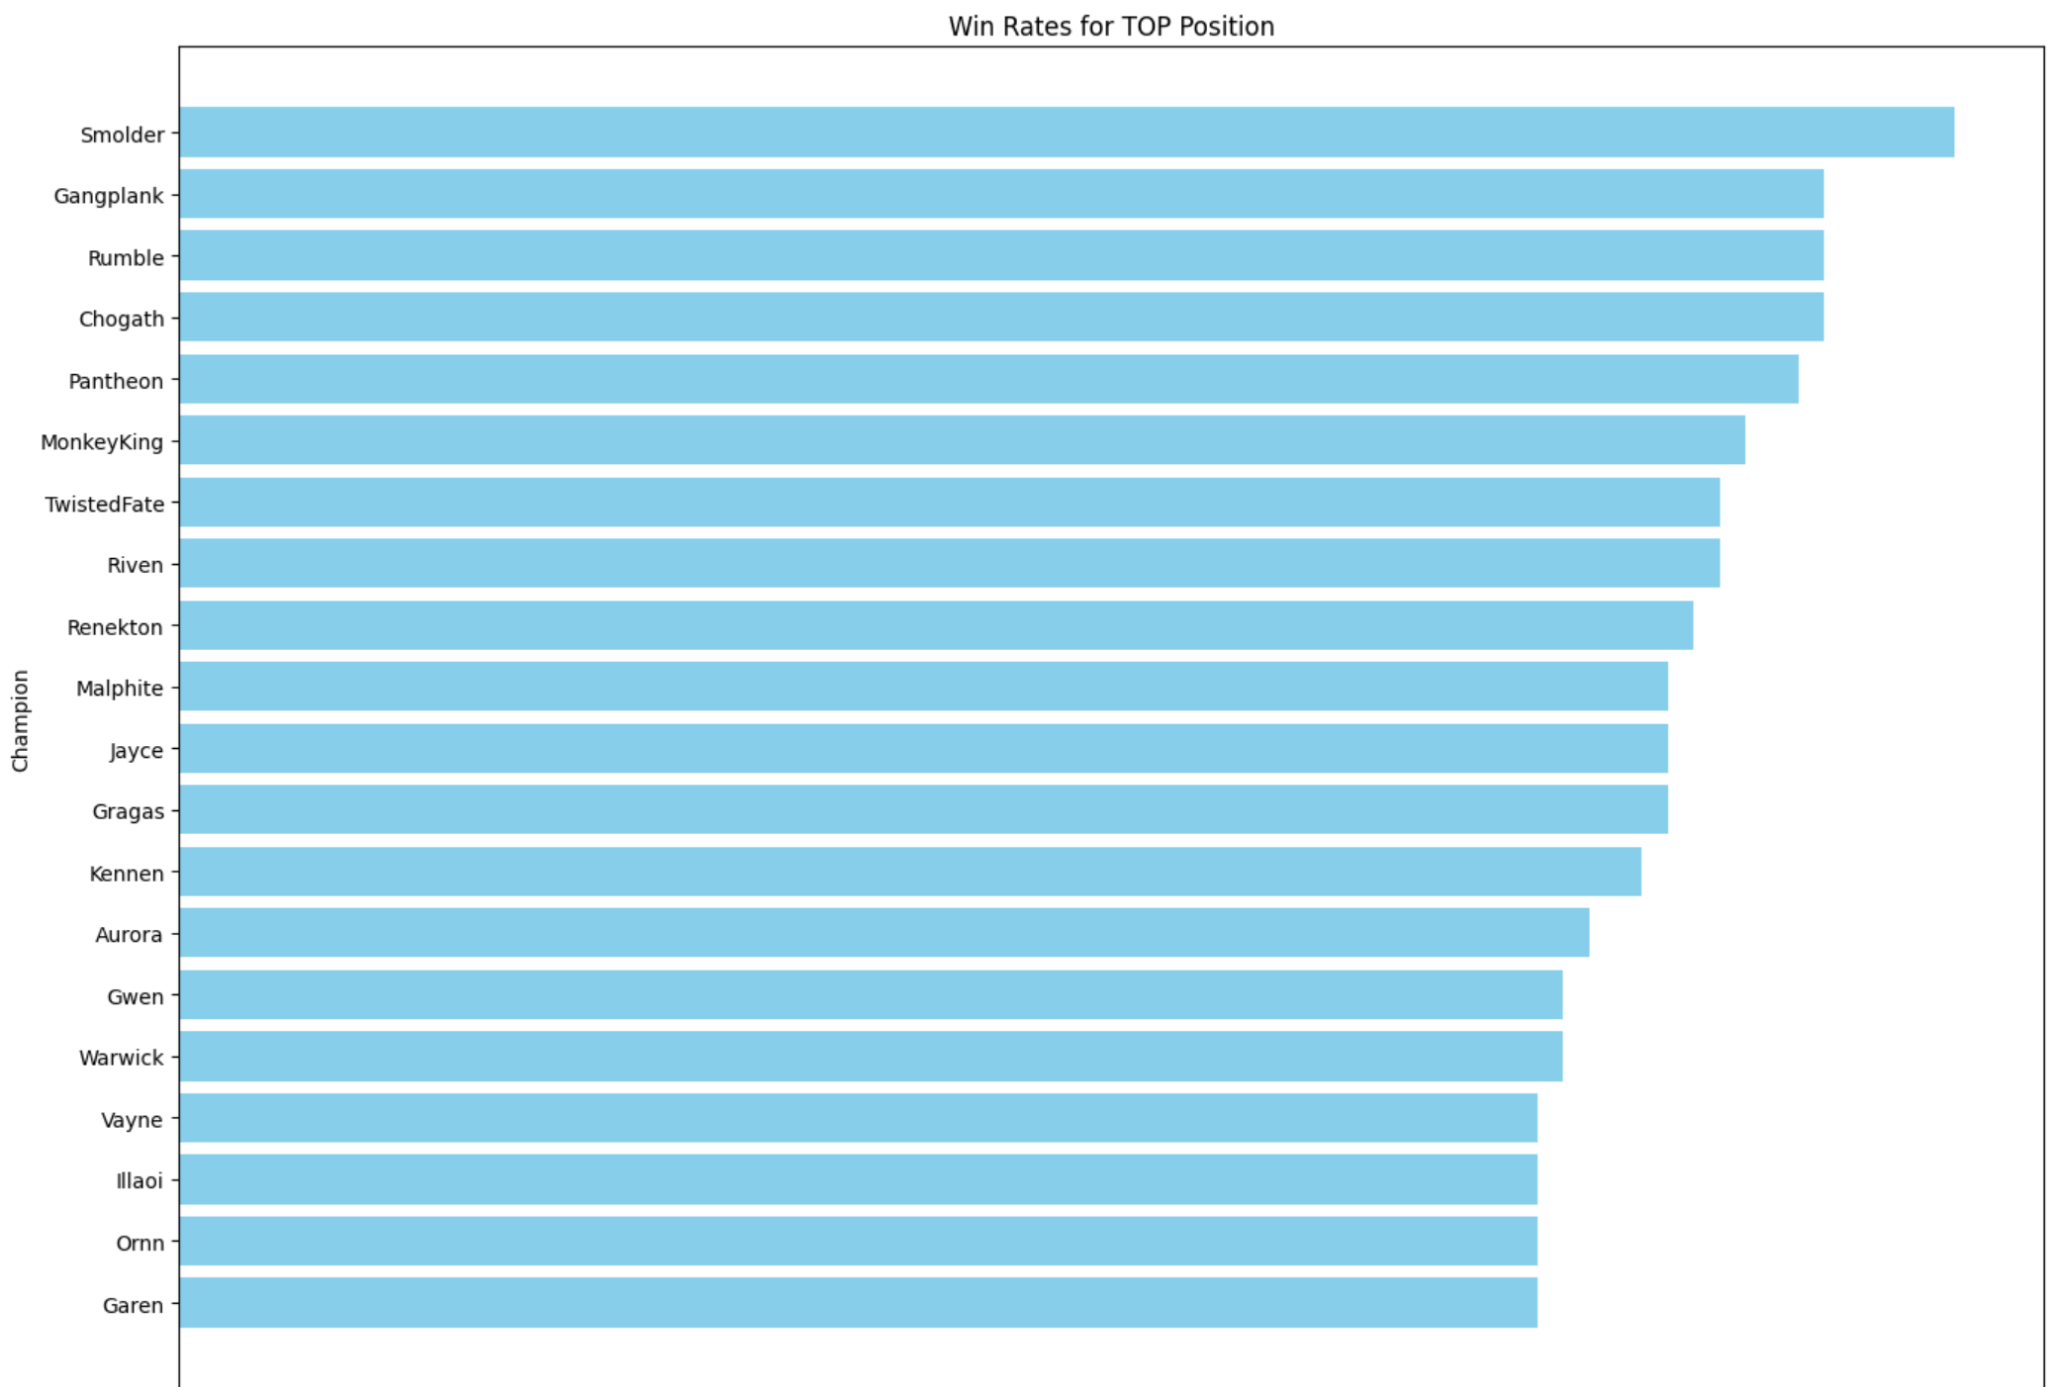 Win Rates for TOP Position
Smolder
Gangplank
Rumble
Chogath
Pantheon
MonkeyKing
TwistedFate
Riven
Renekton
Malphite
Jayce
Gragas
Kennen
Aurora
Gwen
Warwick
Vayne
Illaoi
Ornn
Garen
Champion